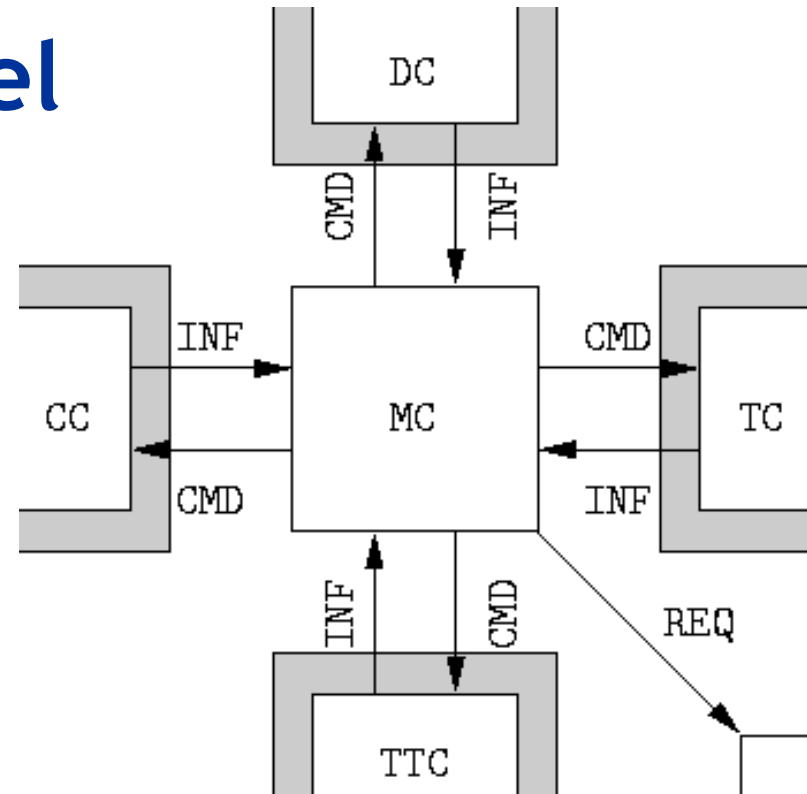 el
DC
CMD
INF
INF
CMD
CC
MC
TC
CMD
INF
INF
CMD
REQ
TTC